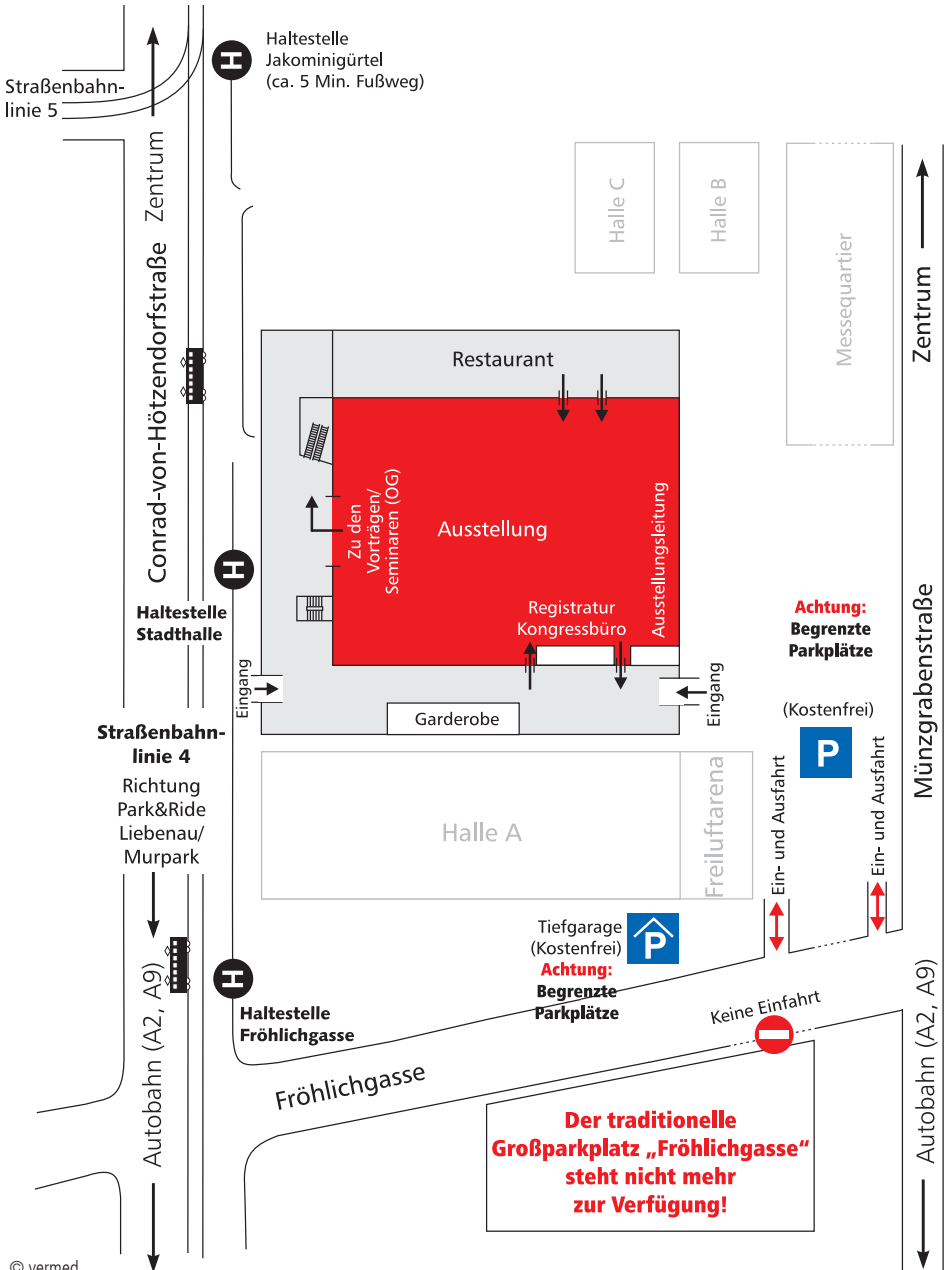 Haltestelle
Jakominigürtel
(ca. 5 Min. Fußweg)
H
Straßenbahn-
linie 5
Zentrum
Conrad-von-Hötzendorfstraße
Halle C
Halle B
Messequartier
Zentrum
Restaurant
Ausstellung
Zu den
Vorträgen/
Seminaren (OG)
Ausstellungsleitung
Registratur
Kongressbüro
H
Haltestelle
Stadthalle
Eingang
Garderobe
Eingang
Achtung:
Begrenzte
Parkplätze
(Kostenfrei)
P
Münzgrabenstraße
Straßenbahn-
linie 4
Richtung
Park&Ride
Liebenau/
Murpark
Halle A
Freiluftarena
Ein- und Ausfahrt
Ein- und Ausfahrt
Tiefgarage
(Kostenfrei)
P
Achtung:
Begrenzte
Parkplätze
H
Haltestelle
Fröhlichgasse
Keine Einfahrt
Fröhlichgasse
Autobahn (A2, A9)
Autobahn (A2, A9)
Der traditionelle
Großparkplatz „Fröhlichgasse“
steht nicht mehr
zur Verfügung!
© vermed